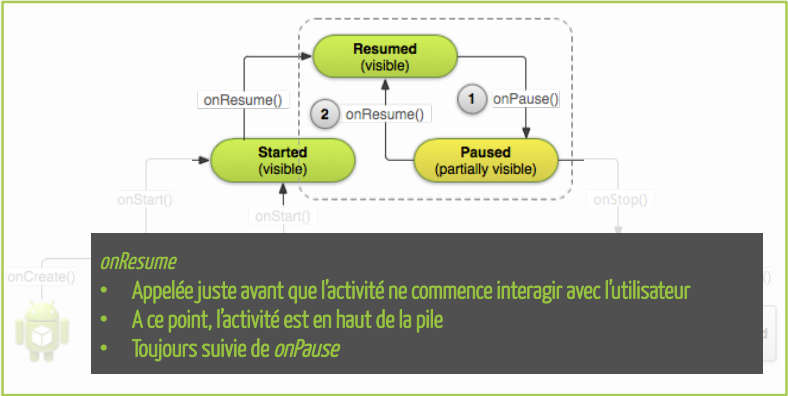 Resumed
(visible)
onResume()
1
onPause()
2
onResume()
Started
(visible)
Paused
(partially visible)
onStart()
onStart()
onStop()
onCreate()
()
onResume
• Appelée juste avant que l'activité ne commence interagir avec l'utilisateur
• A ce point, l'activité est en haut de la pile
• Toujours suivie de onPause